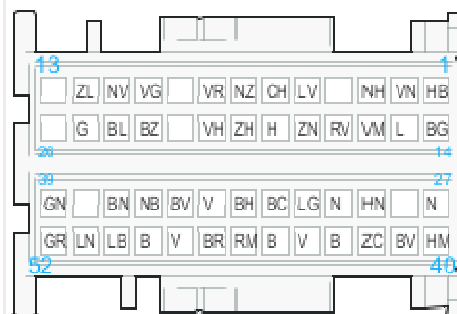 13 1
ZL NV VG VR NZ CH LV NH VN HB
G BL BZ VH ZH H ZN RV VM L BG
26 14
39 27
GN BN NB BV V BH BC LG N HN N
GR LN LB B V BR RM B V B ZC BV HM
52 40